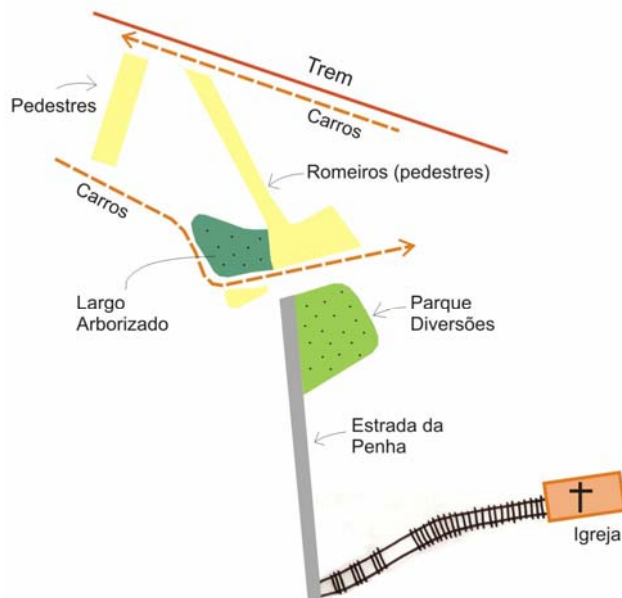 Trem
Carros
Pedestres
Romeiros (pedestres)
Carros
Largo
Arborizado
Parque
Diversões
Estrada da
Penha
Igreja